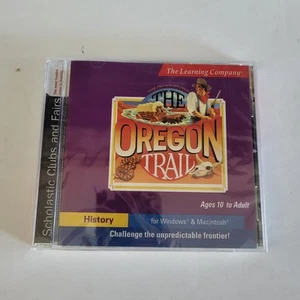 The Learning Company®
THE
OREGON
TRAIL
Ages 10 to Adult
History
for Windows® & Macintosh®
Challenge the unpredictable frontier!
Scholastic Clubs and Fairs